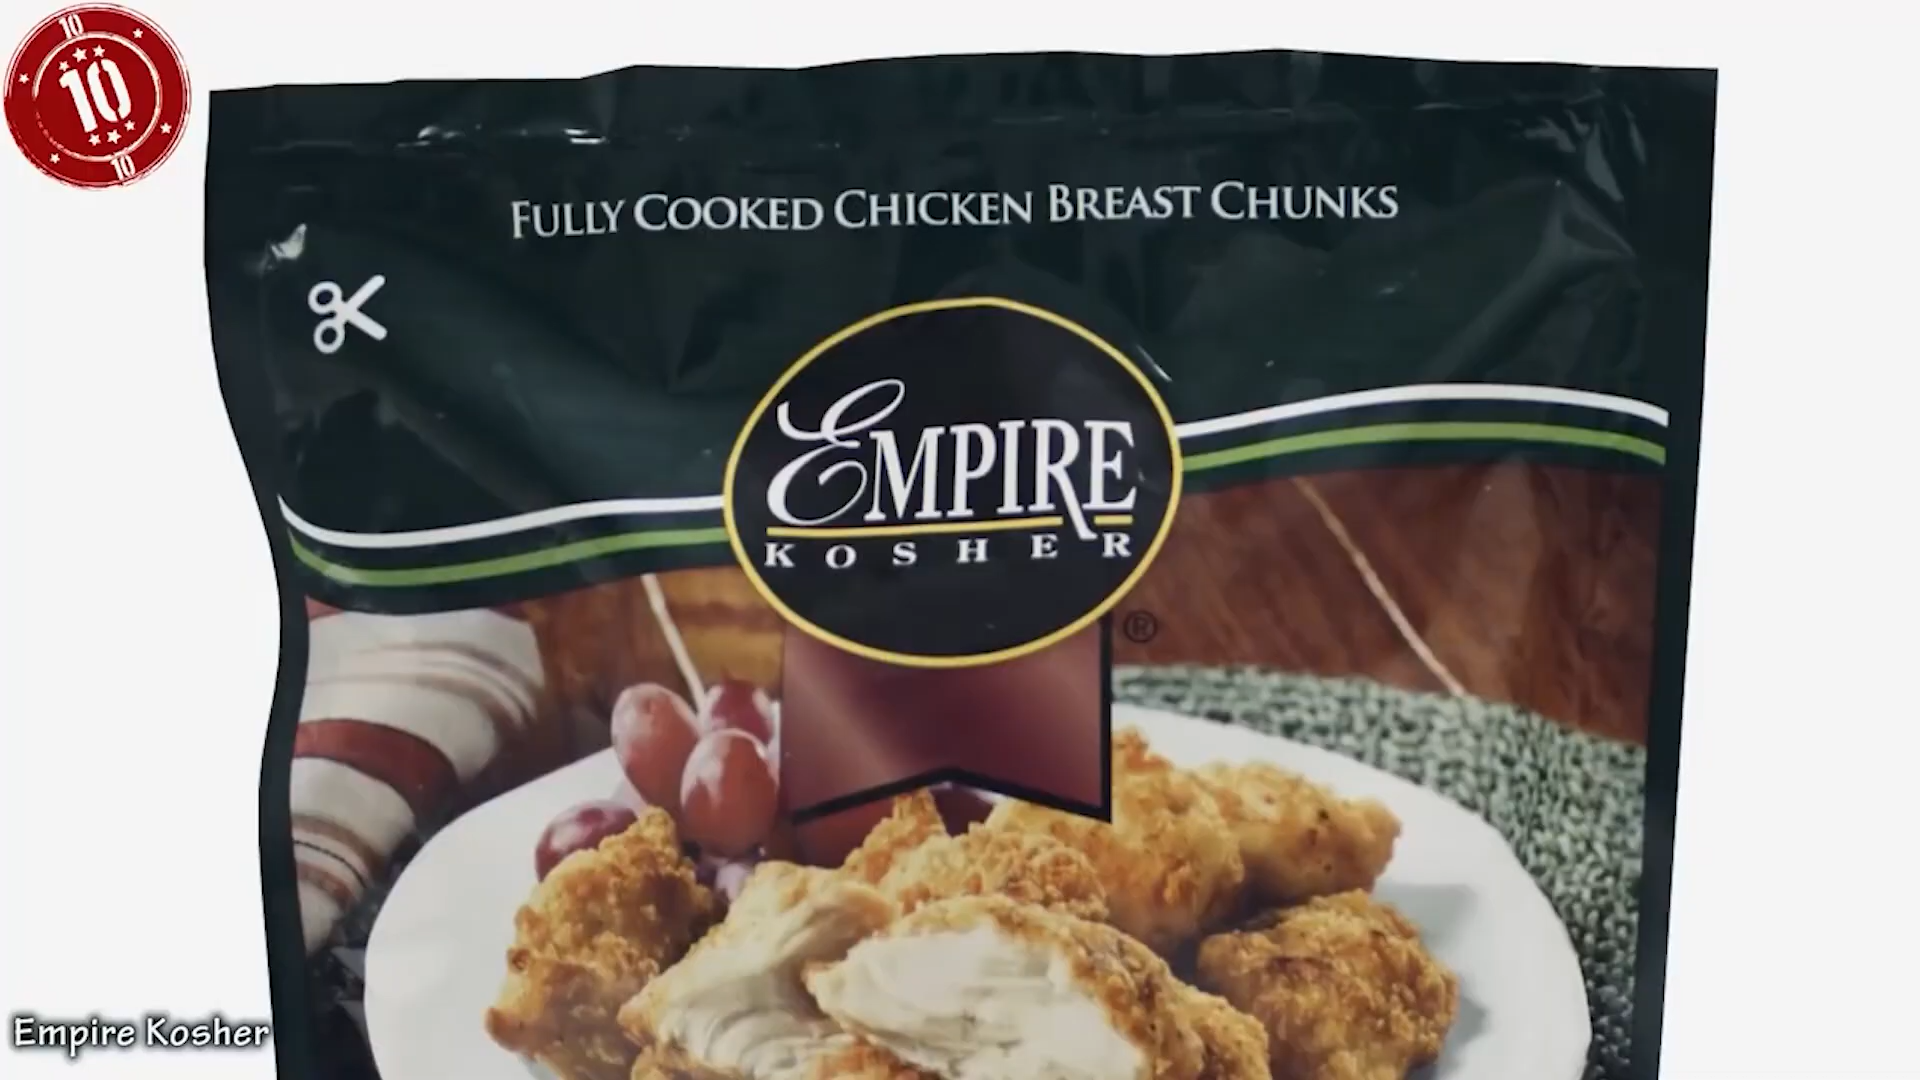 10
10
10
FULLY COOKED CHICKEN BREAST CHUNKS
EMPIRE
KOSHER
®
Empire Kosher